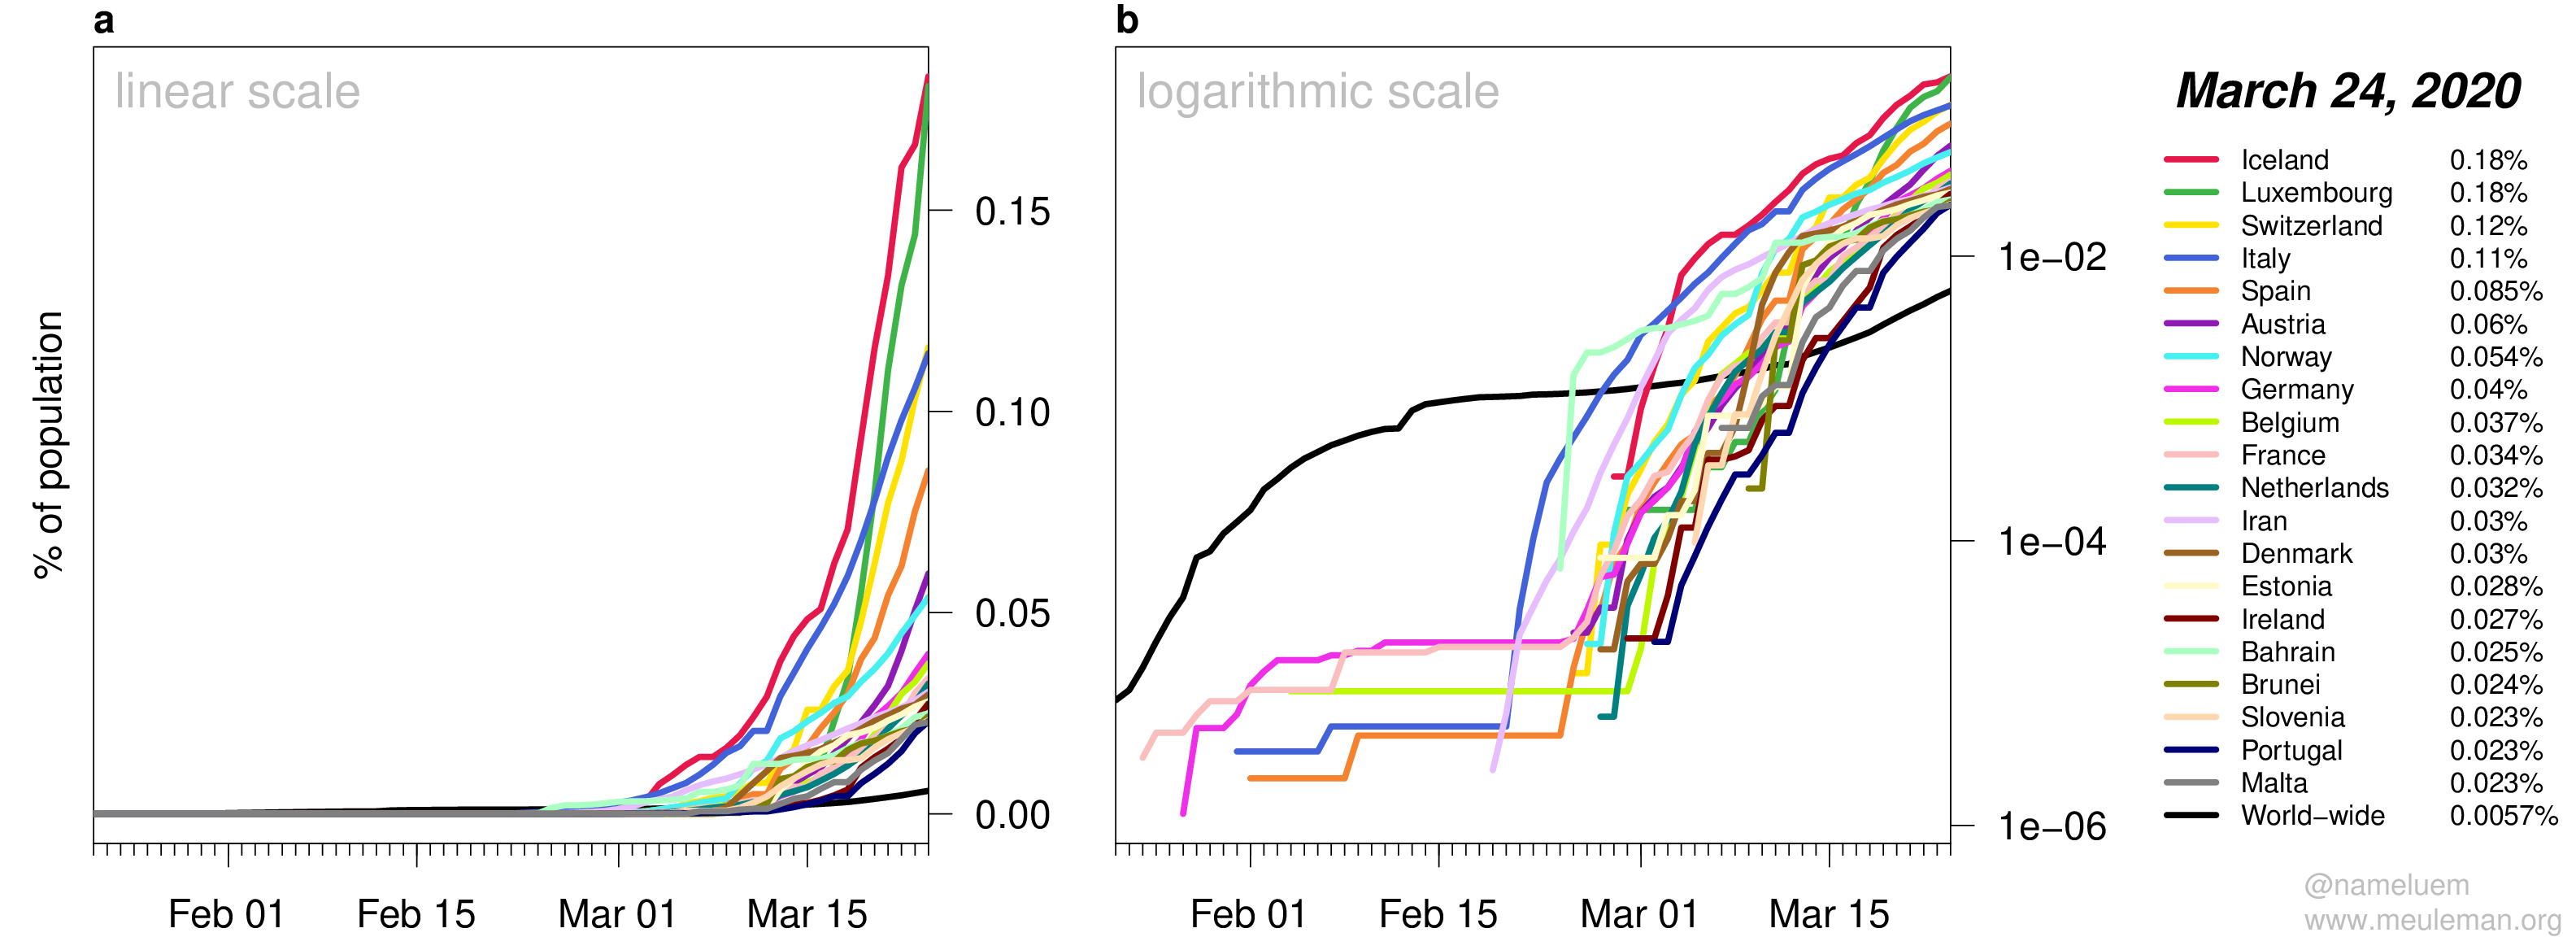 a
linear scale
% of population
0.15
0.10
0.05
0.00
Feb 01 Feb 15 Mar 01 Mar 15
b
logarithmic scale
1e−02
1e−04
1e−06
Feb 01 Feb 15 Mar 01 Mar 15
March 24, 2020
Iceland 0.18%
Luxembourg 0.18%
Switzerland 0.12%
Italy 0.11%
Spain 0.085%
Austria 0.06%
Norway 0.054%
Germany 0.04%
Belgium 0.037%
France 0.034%
Netherlands 0.032%
Iran 0.03%
Denmark 0.03%
Estonia 0.028%
Ireland 0.027%
Bahrain 0.025%
Brunei 0.024%
Slovenia 0.023%
Portugal 0.023%
Malta 0.023%
World−wide 0.0057%
@nameluem
www.meuleman.org